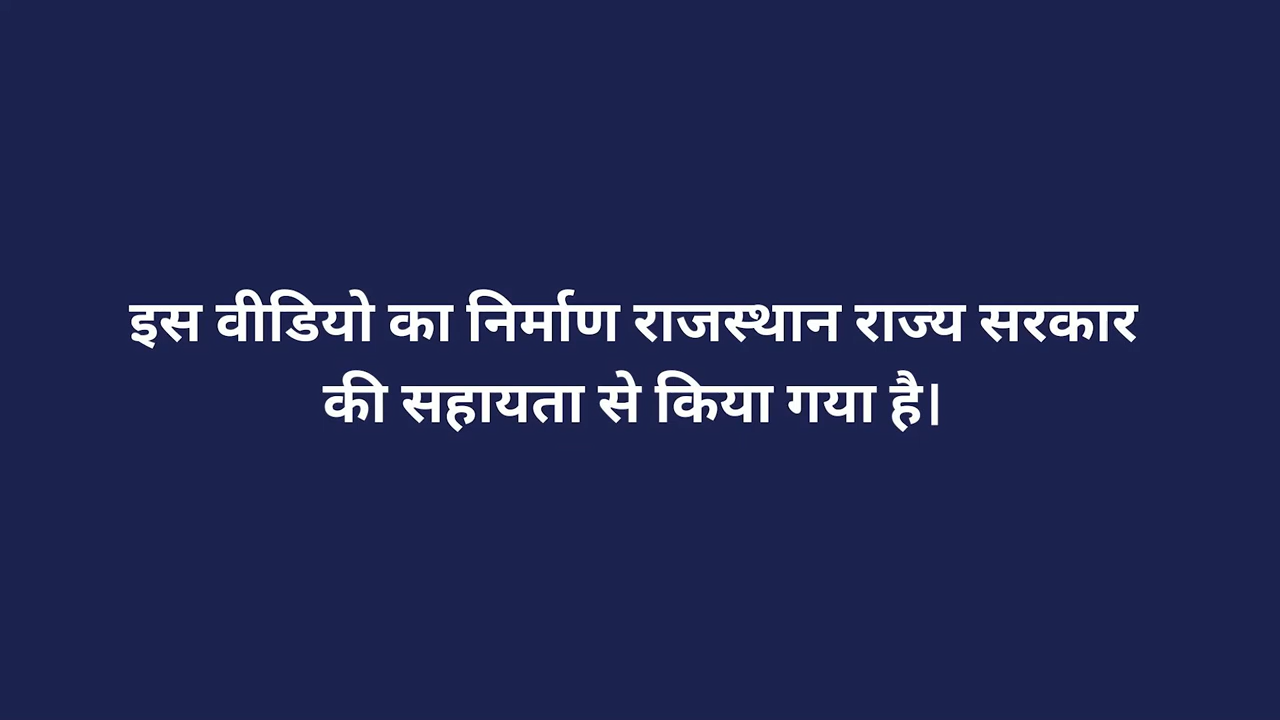 इस वीडियो का निर्माण राजस्थान राज्य सरकार
की सहायता से किया गया है।